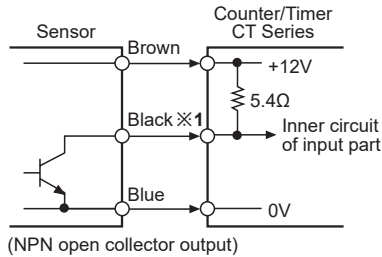 Counter/Timer
CT Series
Sensor
Brown
+12V
5.4Ω
Black ※1
Inner circuit
of input part
Blue
0V
(NPN open collector output)